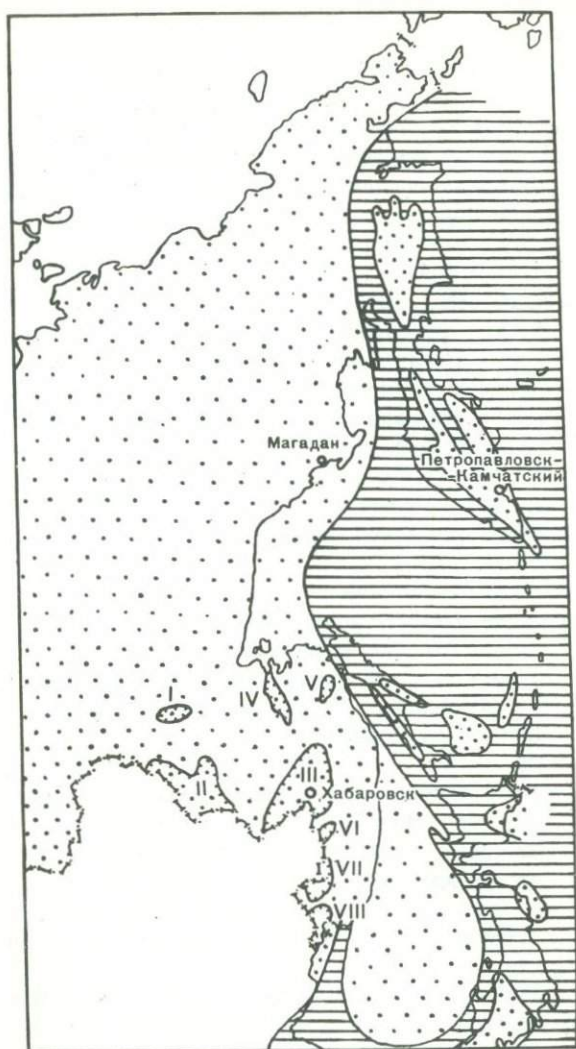 Магадан
Петропавловск-
-Камчатский
I
IV
V
II
III
Хабаровск
VI
VII
VIII